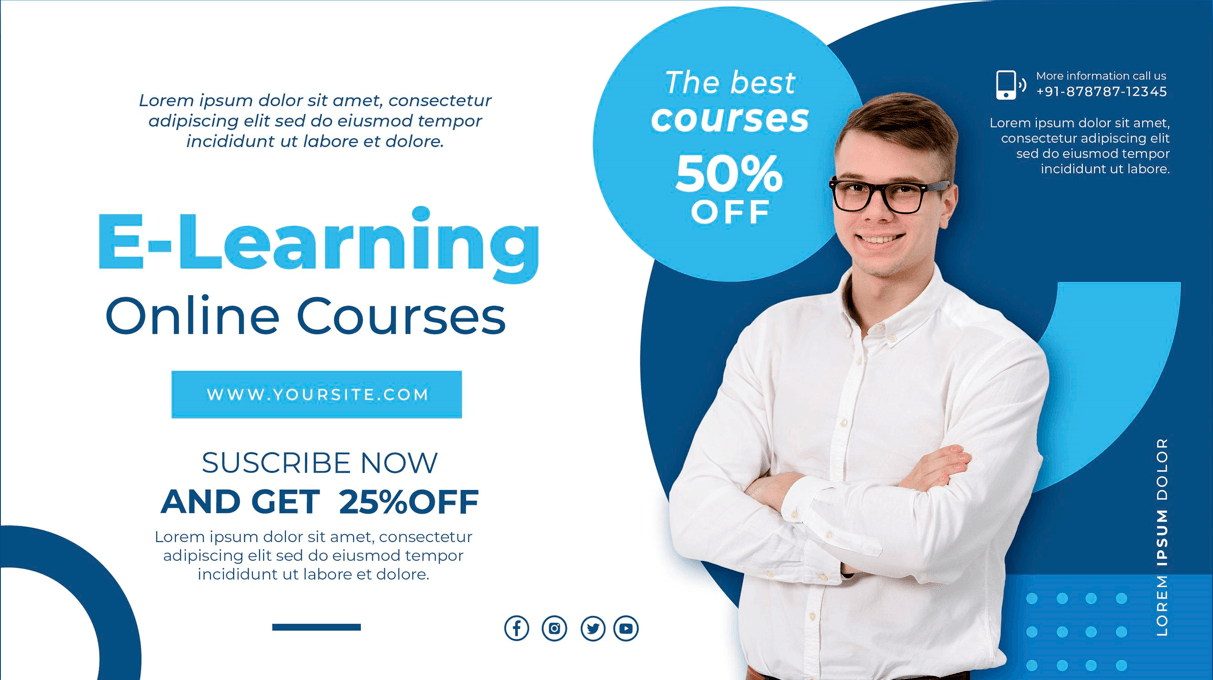 Lorem ipsum dolor sit amet, consectetur
adipiscing elit sed do eiusmod tempor
incididunt ut labore et dolore.
E-Learning
Online Courses
WWW.YOURSITE.COM
SUSCRIBE NOW
AND GET 25%OFF
Lorem ipsum dolor sit amet, consectetur
adipiscing elit sed do eiusmod tempor
incididunt ut labore et dolore.
The best
courses
50%
OFF
More information call us
+91-878787-12345
Lorem ipsum dolor sit amet,
consectetur adipiscing elit
sed do eiusmod tempor
incididunt ut labore.
LOREM IPSUM DOLOR